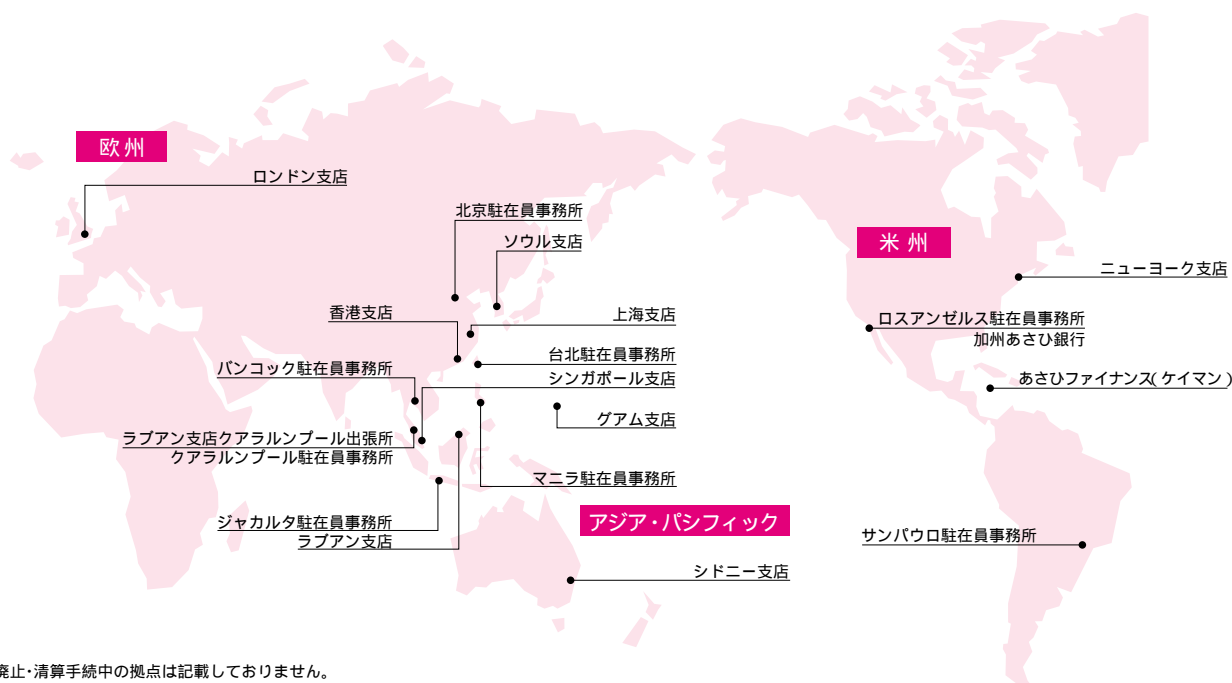 欧州
ロンドン支店
北京駐在員事務所
ソウル支店
香港支店
上海支店
台北駐在員事務所
バンコック駐在員事務所
シンガポール支店
グアム支店
ラブアン支店クアラルンプール出張所
クアラルンプール駐在員事務所
マニラ駐在員事務所
ジャカルタ駐在員事務所
ラブアン支店
アジア・パシフィック
シドニー支店
米州
ニューヨーク支店
ロスアンゼルス駐在員事務所
加州あさひ銀行
あさひファイナンス(ケイマン)
サンパウロ駐在員事務所
廃止・清算手続中の拠点は記載しておりません。